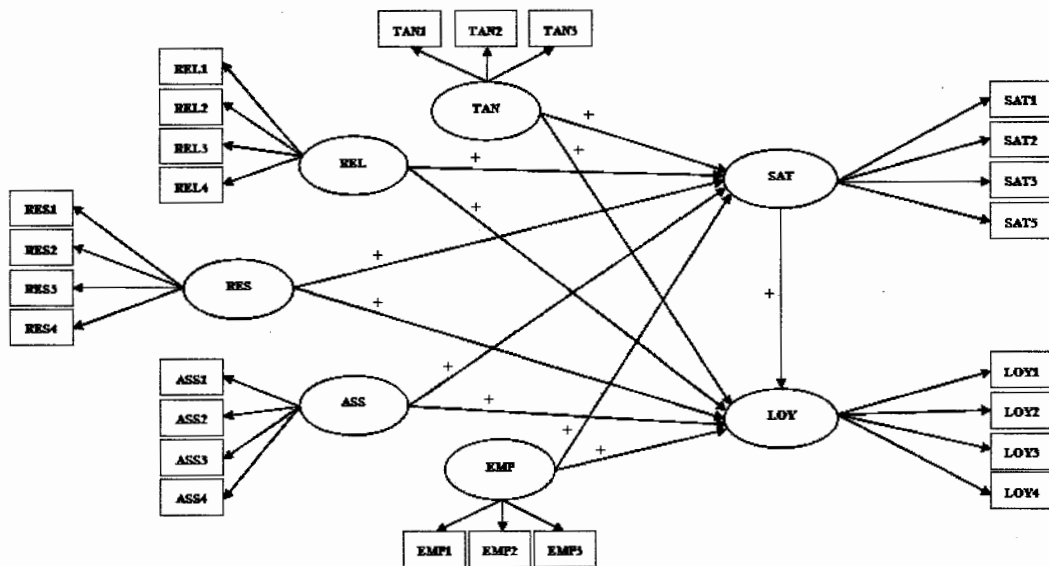 TAN1
TAN2
TAN3
REL1
REL2
REL3
REL4
TAN
+
+
SAT1
SAT2
SAT3
SAT5
REL
+
+
SAT
RES1
RES2
RES3
RES4
RES
+
+
+
ASS1
ASS2
ASS3
ASS4
ASS
+
+
LOY
LOY1
LOY2
LOY3
LOY4
EMP
+
+
EMP1
EMP2
EMP3